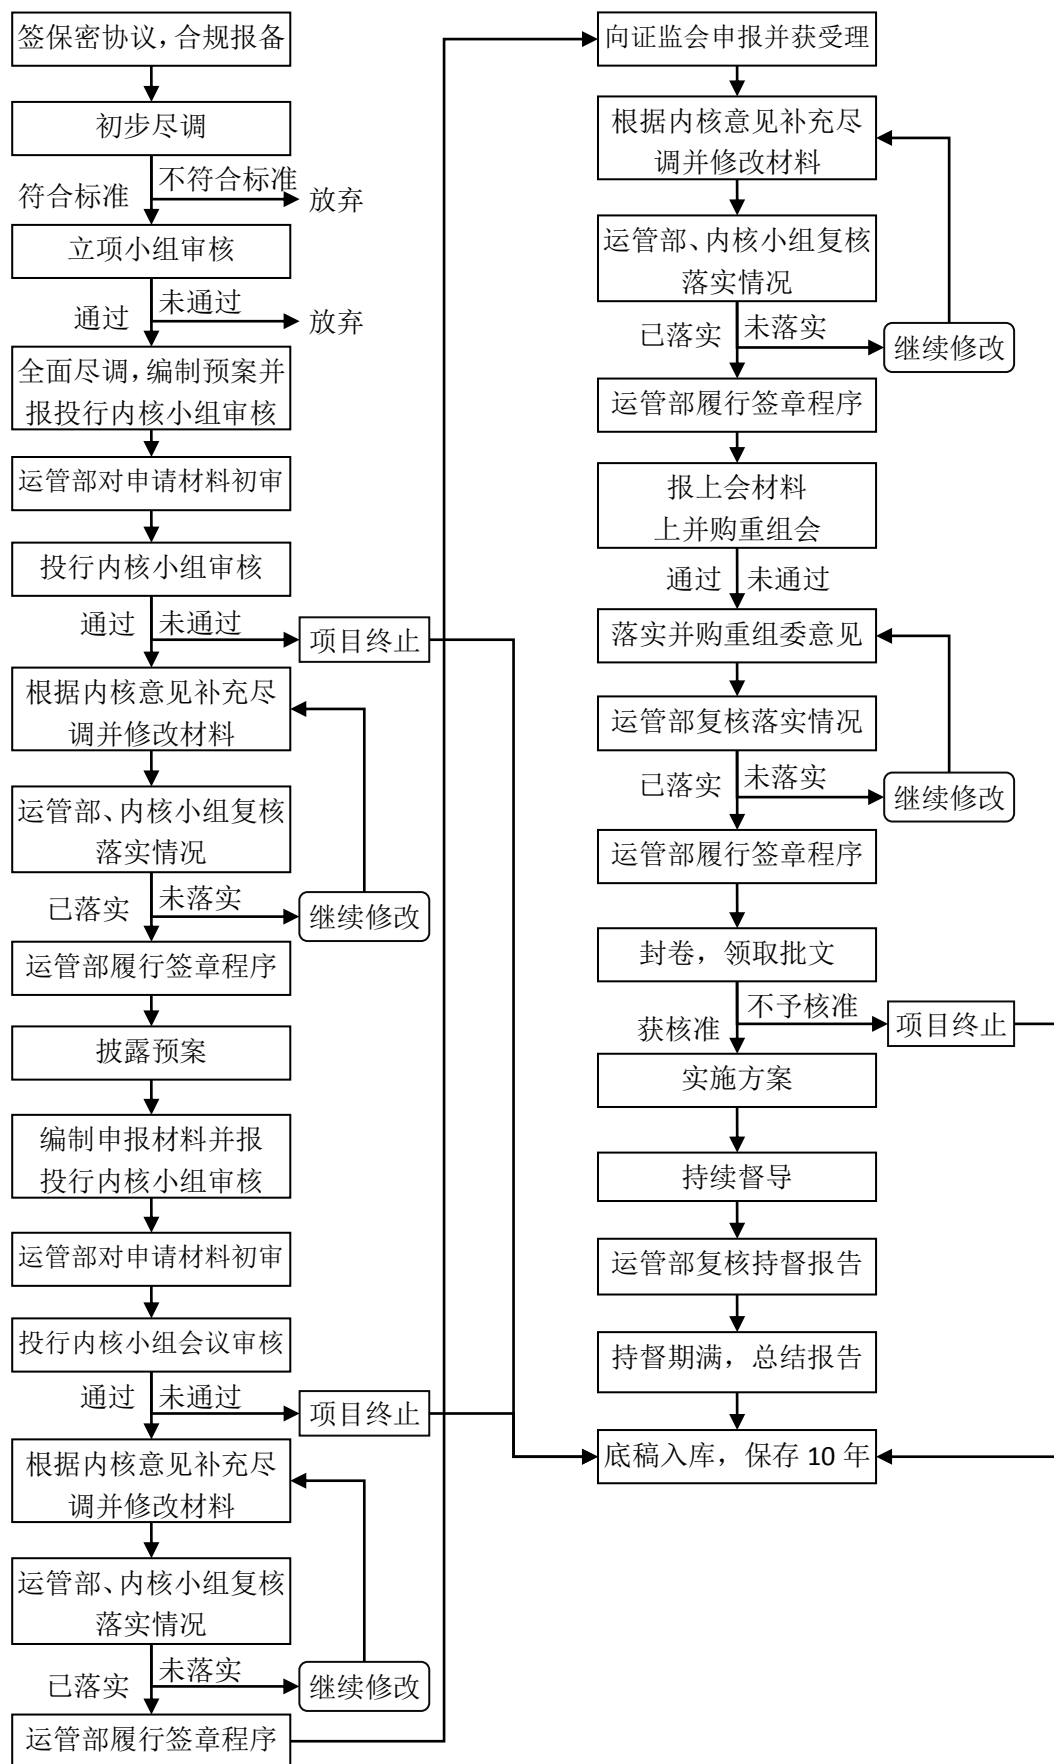 签保密协议，合规报备
初步尽调
不符合标准
符合标准
放弃
立项小组审核
未通过
通过
放弃
全面尽调，编制预案并
报投行内核小组审核
运管部对申请材料初审
投行内核小组审核
通过
未通过
项目终止
根据内核意见补充尽
调并修改材料
运管部、内核小组复核
落实情况
已落实
未落实
继续修改
运管部履行签章程序
披露预案
编制申报材料并报
投行内核小组审核
运管部对申请材料初审
投行内核小组会议审核
通过
未通过
项目终止
根据内核意见补充尽
调并修改材料
运管部、内核小组复核
落实情况
已落实
未落实
继续修改
运管部履行签章程序
向证监会申报并获受理
根据内核意见补充尽
调并修改材料
运管部、内核小组复核
落实情况
已落实
未落实
继续修改
运管部履行签章程序
报上会材料
上并购重组会
通过
未通过
落实并购重组委意见
运管部复核落实情况
已落实
未落实
继续修改
运管部履行签章程序
封卷，领取批文
不予核准
获核准
项目终止
实施方案
持续督导
运管部复核持督报告
持督期满，总结报告
底稿入库，保存 10 年